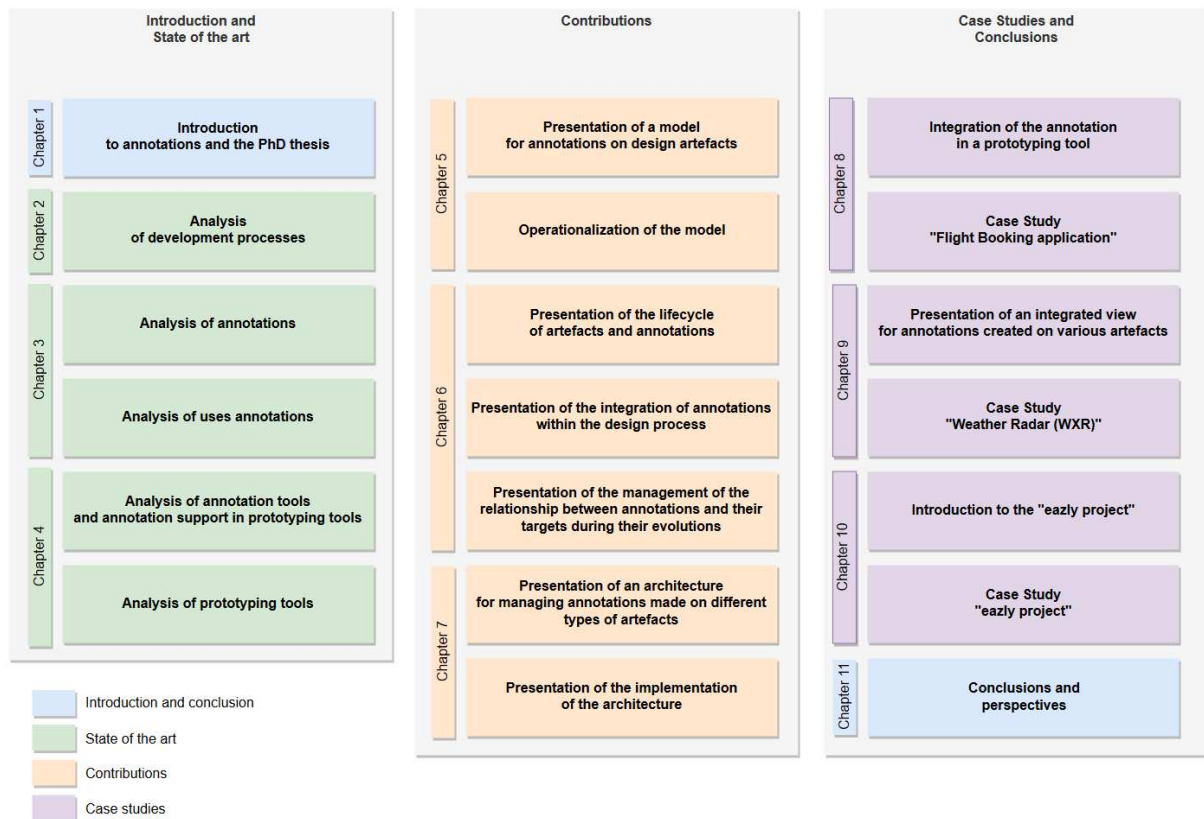 Introduction and
State of the art
Chapter 1
Introduction
to annotations and the PhD thesis
Chapter 2
Analysis
of development processes
Chapter 3
Analysis of annotations
Analysis of uses annotations
Chapter 4
Analysis of annotation tools
and annotation support in prototyping tools
Analysis of prototyping tools
Contributions
Chapter 5
Presentation of a model
for annotations on design artefacts
Operationalization of the model
Chapter 6
Presentation of the lifecycle
of artefacts and annotations
Presentation of the integration of annotations
within the design process
Presentation of the management of the
relationship between annotations and their
targets during their evolutions
Chapter 7
Presentation of an architecture
for managing annotations made on different
types of artefacts
Presentation of the implementation
of the architecture
Case Studies and
Conclusions
Chapter 8
Integration of the annotation
in a prototyping tool
Case Study
"Flight Booking application"
Chapter 9
Presentation of an integrated view
for annotations created on various artefacts
Case Study
"Weather Radar (WXR)"
Chapter 10
Introduction to the "eazly project"
Case Study
"eazly project"
Chapter 11
Conclusions and
perspectives
Introduction and conclusion
State of the art
Contributions
Case studies